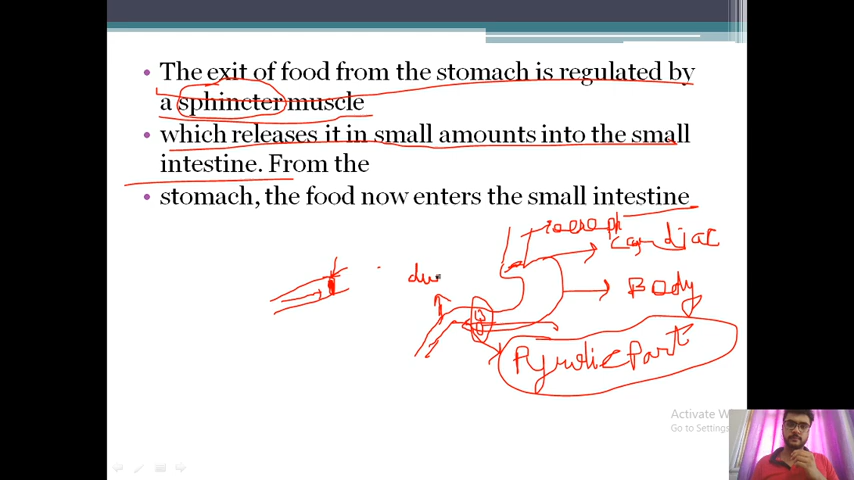 • The exit of food from the stomach is regulated by
a sphincter muscle
• which releases it in small amounts into the small
intestine. From the
• stomach, the food now enters the small intestine
cardiac
du
Body
Part
Activate W
Go to Settings